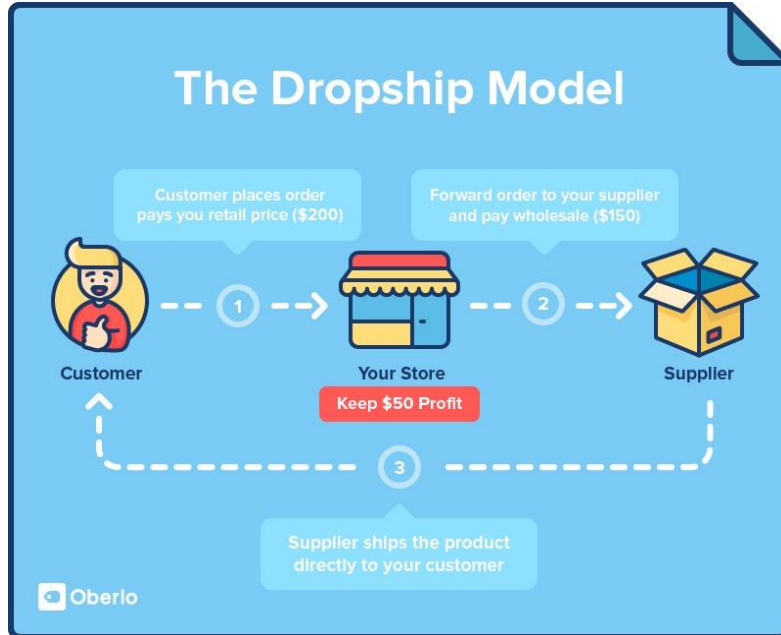 The Dropship Model
Customer places order
pays you retail price ($200)
Forward order to your supplier
and pay wholesale ($150)
1
2
Customer
Your Store
Supplier
Keep $50 Profit
3
Supplier ships the product
directly to your customer
Oberlo